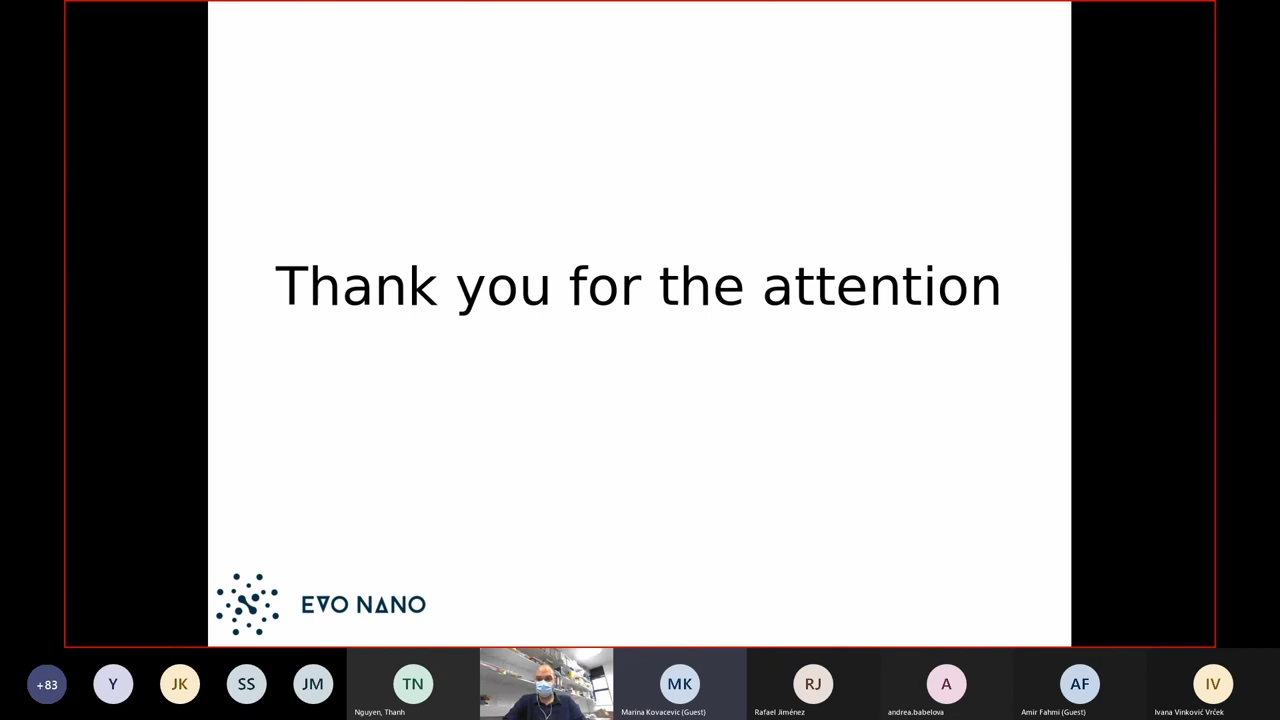 Thank you for the attention
EVO NANO
+83
Y
JK
SS
JM
TN
Nguyen, Thanh
MK
Marina Kovacevic (Guest)
RJ
Rafael Jiménez
A
andrea.babelova
AF
Amir Fahmi (Guest)
IV
Ivana Vinković Vrček